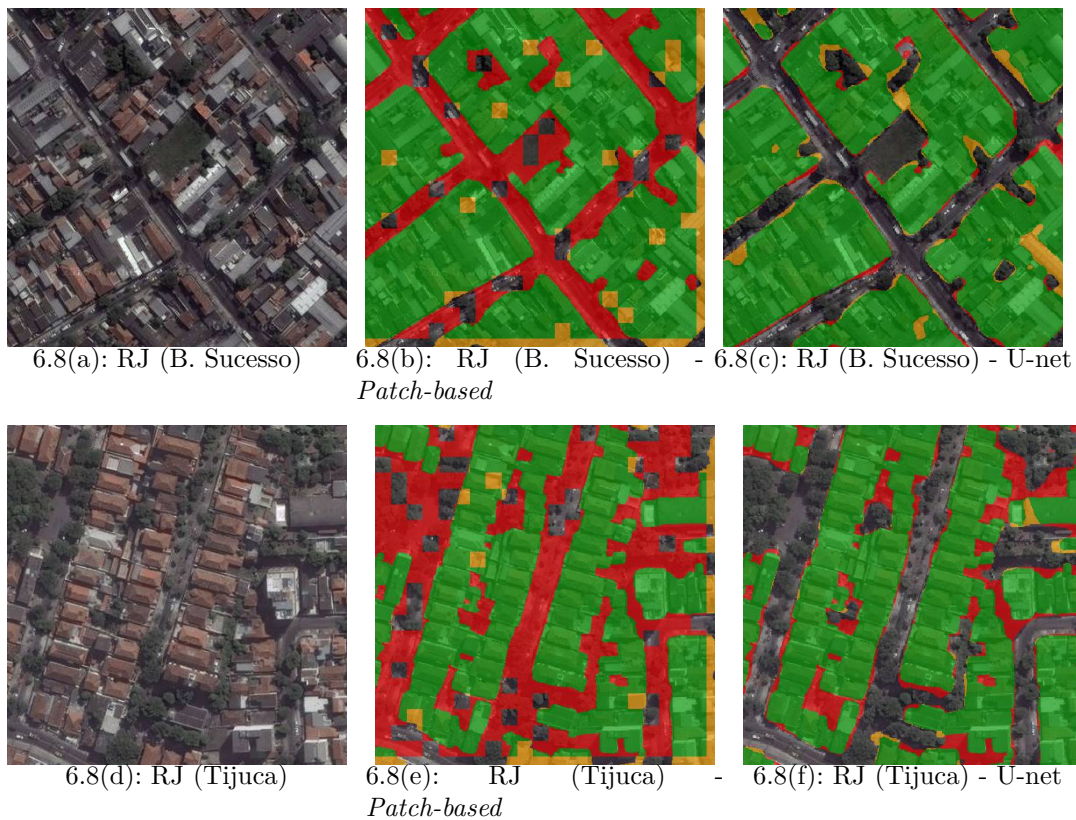 6.8(a): RJ (B. Sucesso)
6.8(b): RJ (B. Sucesso) -
Patch-based
6.8(c): RJ (B. Sucesso) - U-net
6.8(d): RJ (Tijuca)
6.8(e): RJ (Tijuca) -
Patch-based
6.8(f): RJ (Tijuca) - U-net